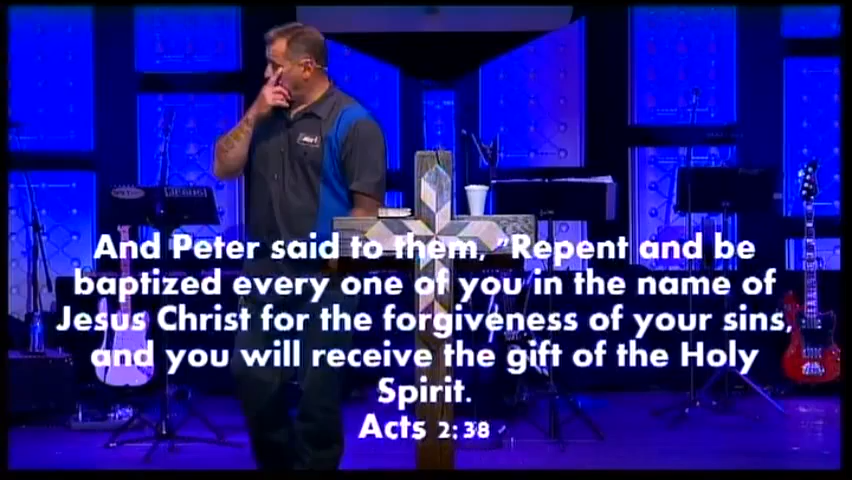 And Peter said to them, "Repent and be
baptized every one of you in the name of
Jesus Christ for the forgiveness of your sins,
and you will receive the gift of the Holy
Spirit.
Acts 2:38